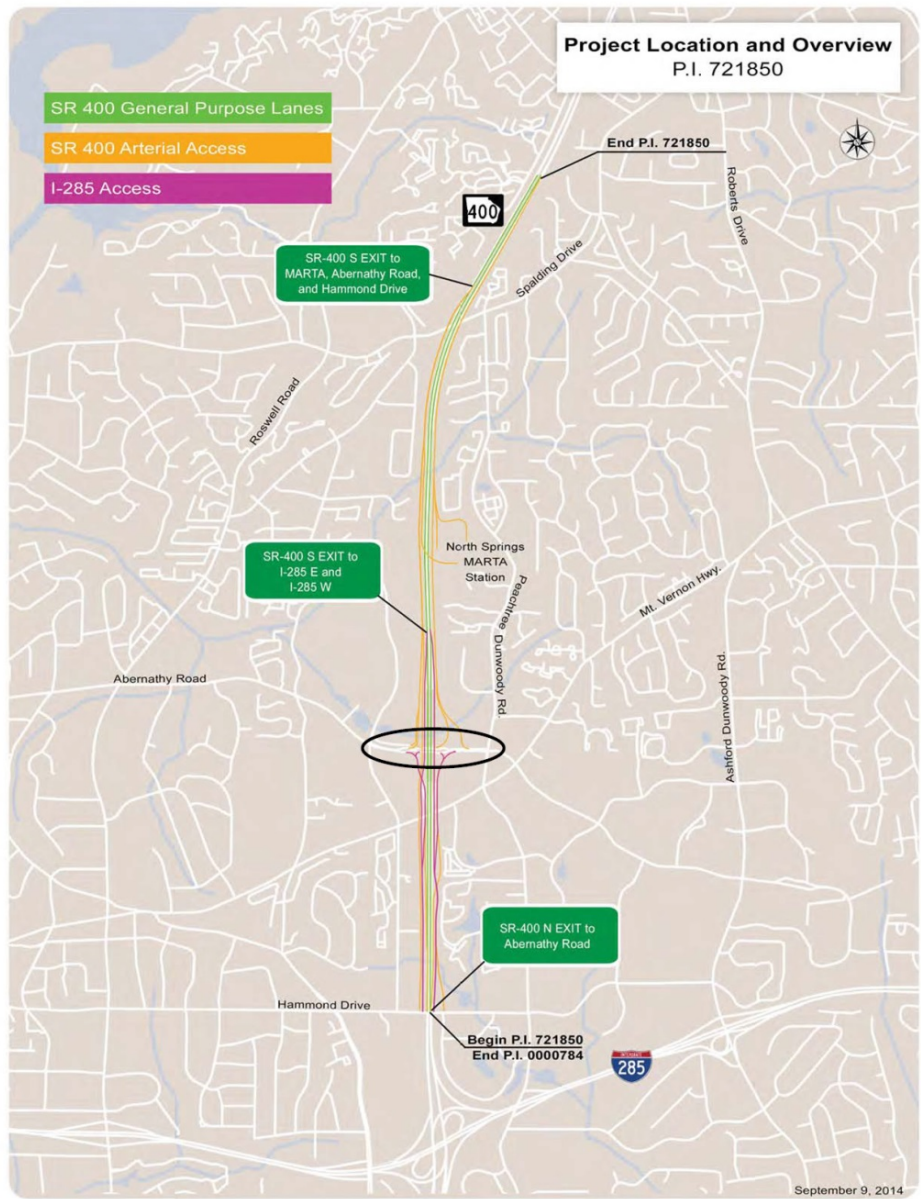 Project Location and Overview
P.I. 721850
SR 400 General Purpose Lanes
SR 400 Arterial Access
I-285 Access
End P.I. 721850
400
Roberts Drive
SR-400 S EXIT to
MARTA, Abernathy Road,
and Hammond Drive
Spalding Drive
Roswell Road
North Springs
MARTA
Station
SR-400 S EXIT to
I-285 E and
I-285 W
Peachtree Dunwoody Rd.
Mt. Vernon Hwy.
Abernathy Road
Ashford Dunwoody Rd.
SR-400 N EXIT to
Abernathy Road
Hammond Drive
Begin P.I. 721850
End P.I. 0000784
INTERSTATE
285
September 9, 2014